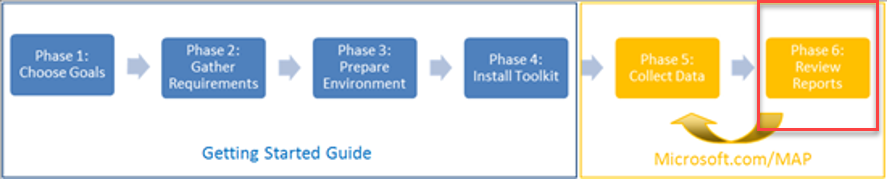 Phase 1:
Choose Goals
Phase 2:
Gather
Requirements
Phase 3:
Prepare
Environment
Phase 4:
Install Toolkit
Phase 5:
Collect Data
Phase 6:
Review
Reports
Getting Started Guide
Microsoft.com/MAP